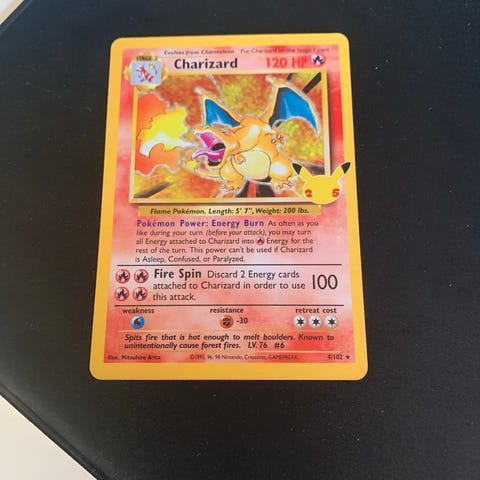 Evolves from Charmeleon Put Charizard on the Stage 1 card
STAGE 2
Charizard 120 HP
25
Flame Pokémon. Length: 5' 7", Weight: 200 lbs.
Pokémon Power: Energy Burn As often as you
like during your turn (before your attack), you may turn
all Energy attached to Charizard into Energy for the
rest of the turn. This power can't be used if Charizard
is Asleep, Confused, or Paralyzed.
Fire Spin Discard 2 Energy cards
attached to Charizard in order to use
this attack.
100
weakness resistance retreat cost
-30
Spits fire that is hot enough to melt boulders. Known to
unintentionally cause forest fires. LV. 76 #6
Illus. Mitsuhiro Arita ©1995, 96, 98 Nintendo, Creatures, GAMEFREAK. 4/102 ★